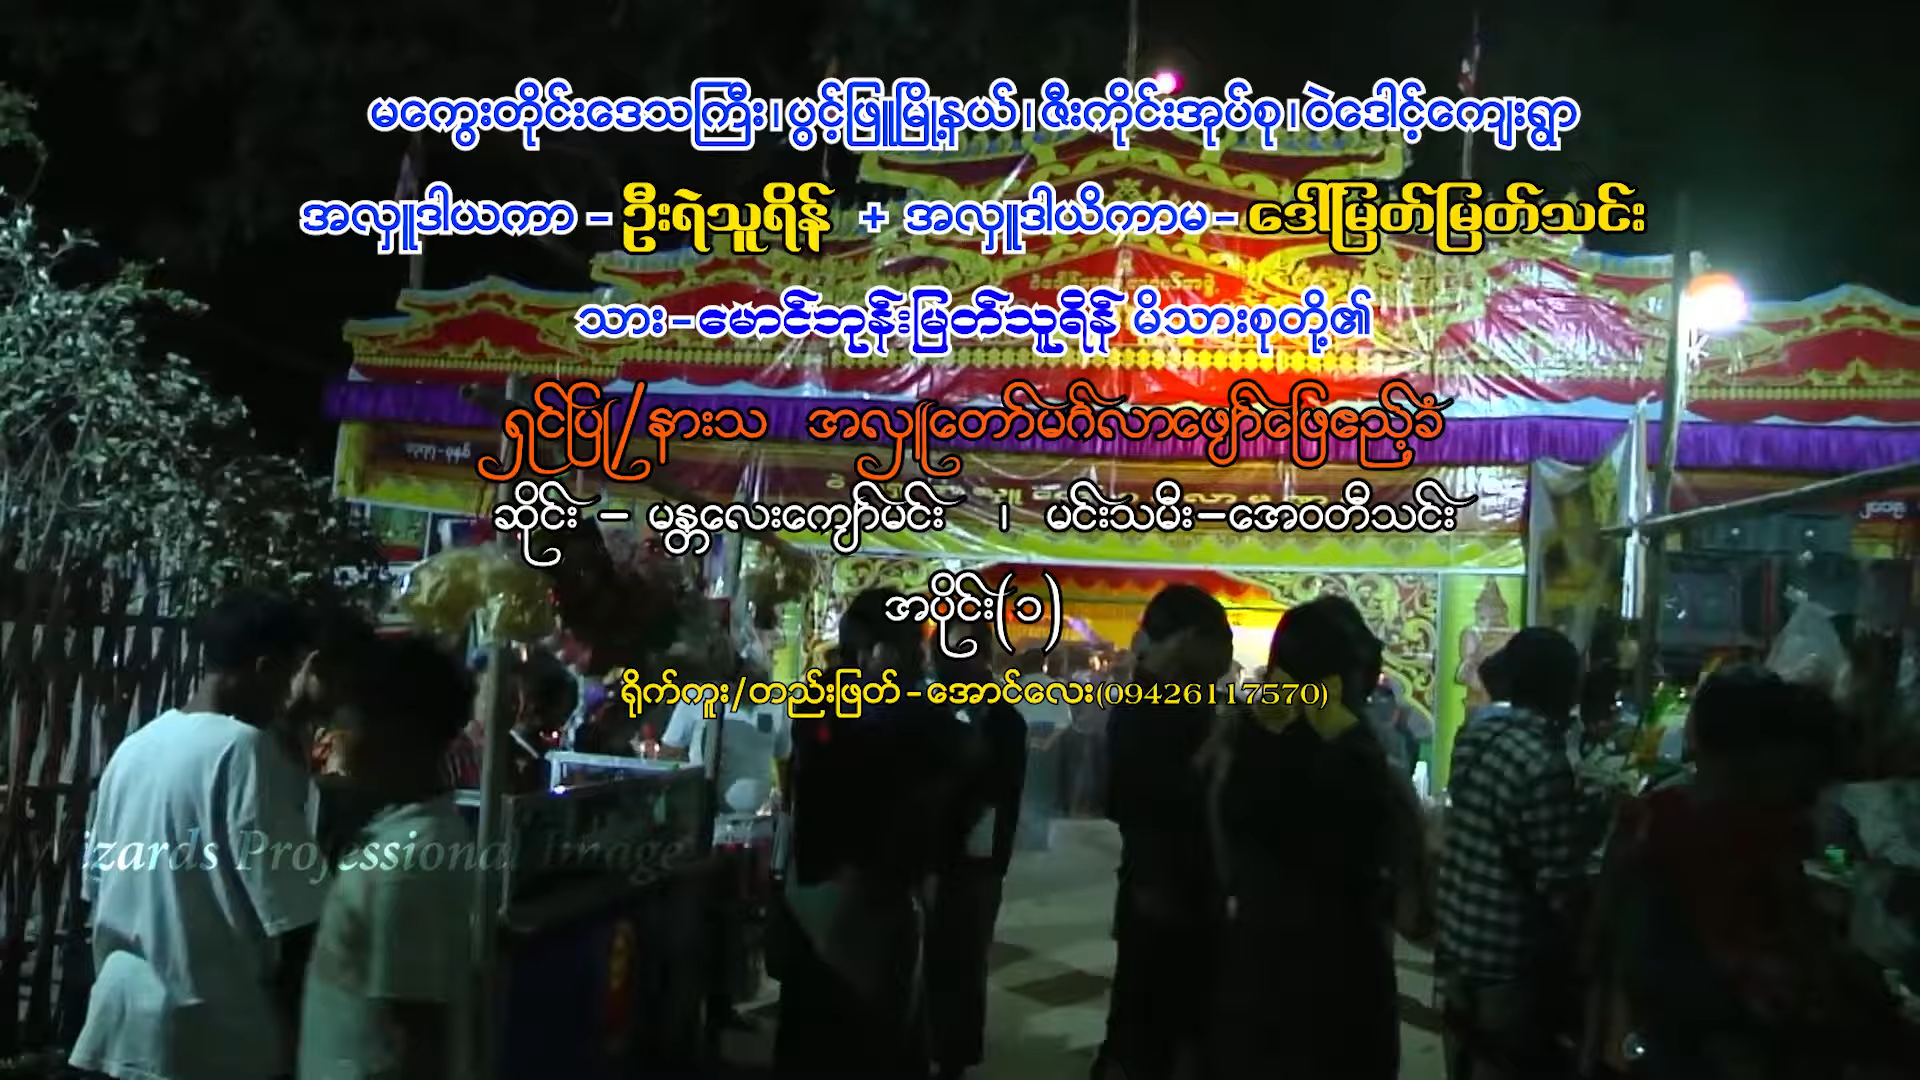 မကွေးတိုင်းဒေသကြီး၊ပွင့်ဖြူမြို့နယ်၊ဇီးကိုင်းအုပ်စု၊ဝဲဒေါင့်ကျေးရွာ
အလှူဒါယကာ - ဦးရဲသူရိန် + အလှူဒါယိကာမ - ဒေါ်မြတ်မြတ်သင်း
သား - မောင်ဘုန်းမြတ်သူရိန် မိသားစုတို့၏
ရှင်ပြု/နားသ အလှူတော်မင်္ဂလာဖျော်ဖြေဧည့်ခံ
ဆိုင်း - မန္တလေးကျော်မင်း ၊ မင်းသမီး-အေဝတီသင်း
အပိုင်း(၁)
ရိုက်ကူး/တည်းဖြတ် - အောင်လေး(09426117570)
Wizards Professional Image